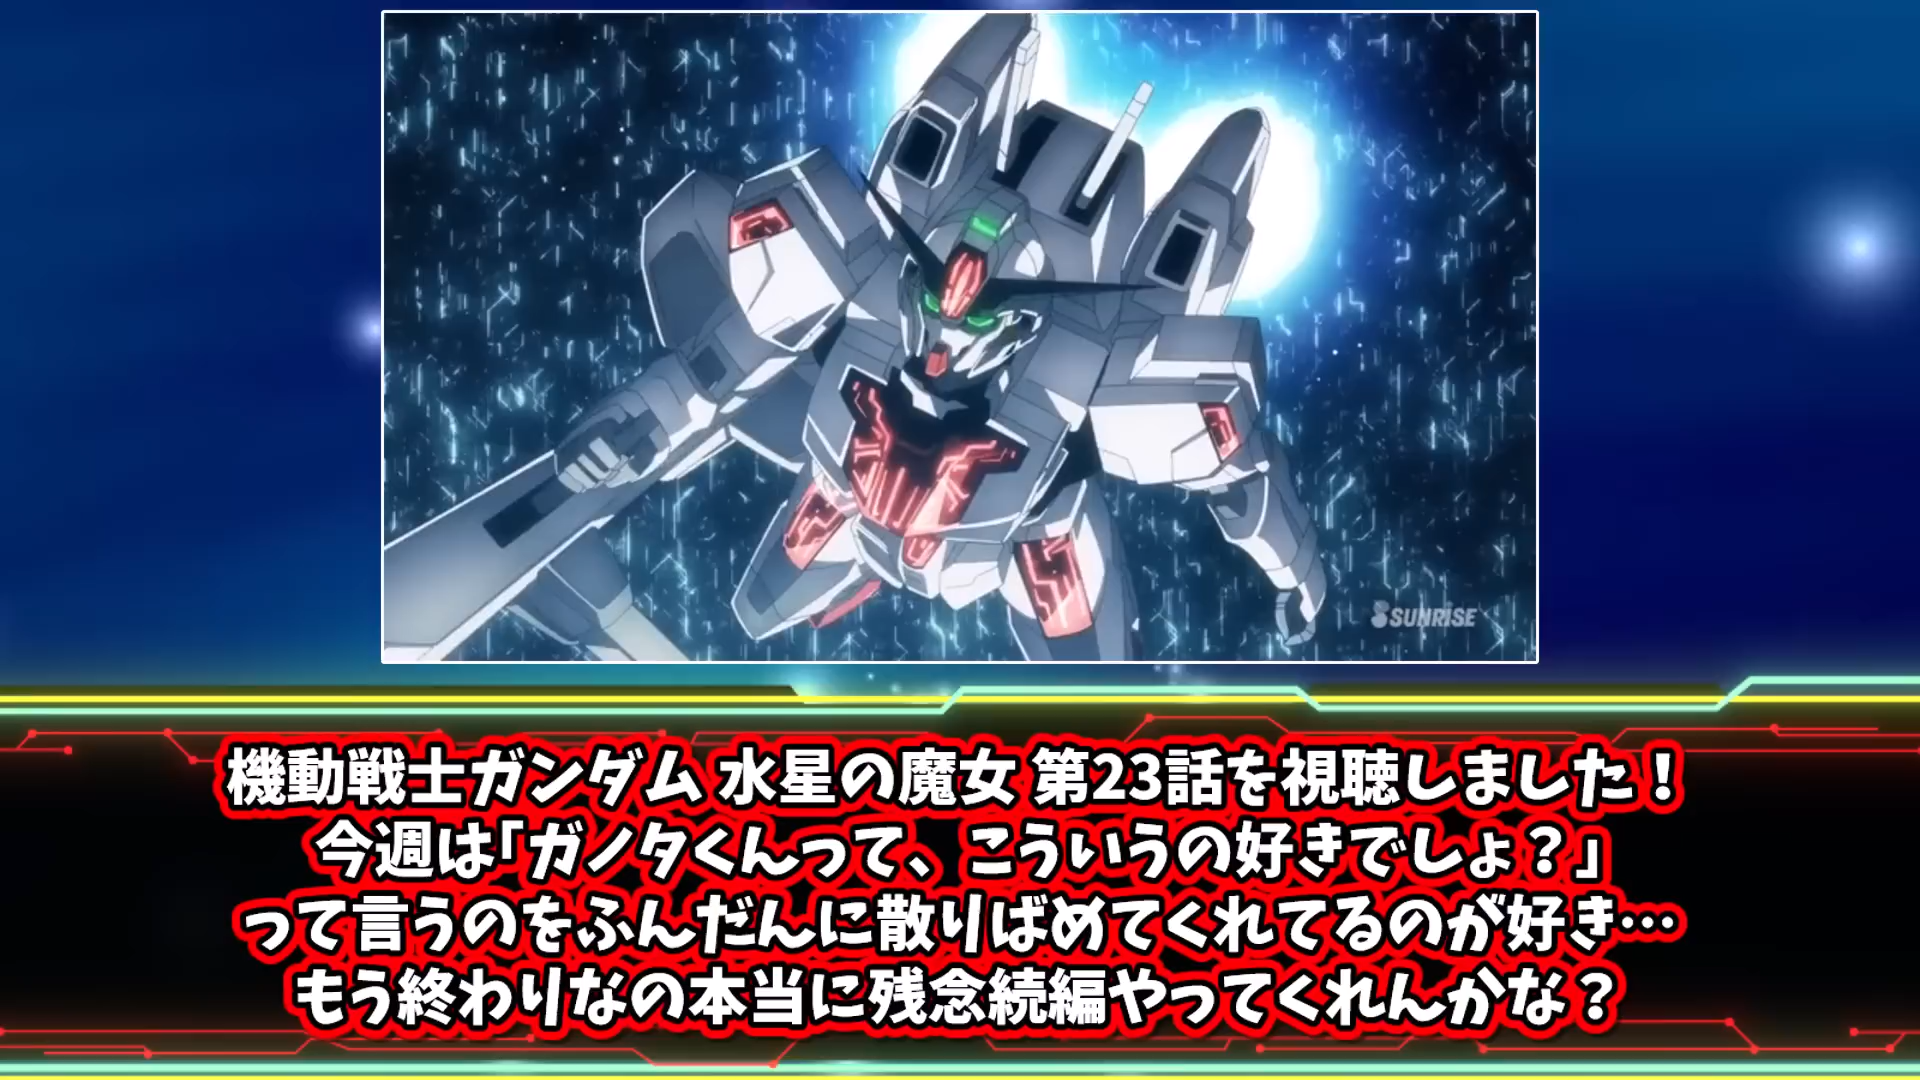 SUNRISE
機動戦士ガンダム 水星の魔女 第23話を視聴しました！
今週は「ガノタくんって、こういうの好きでしょ？」
って言うのをふんだんに散りばめてくれてるのが好き…
もう終わりなの本当に残念続編やってくれんかな？